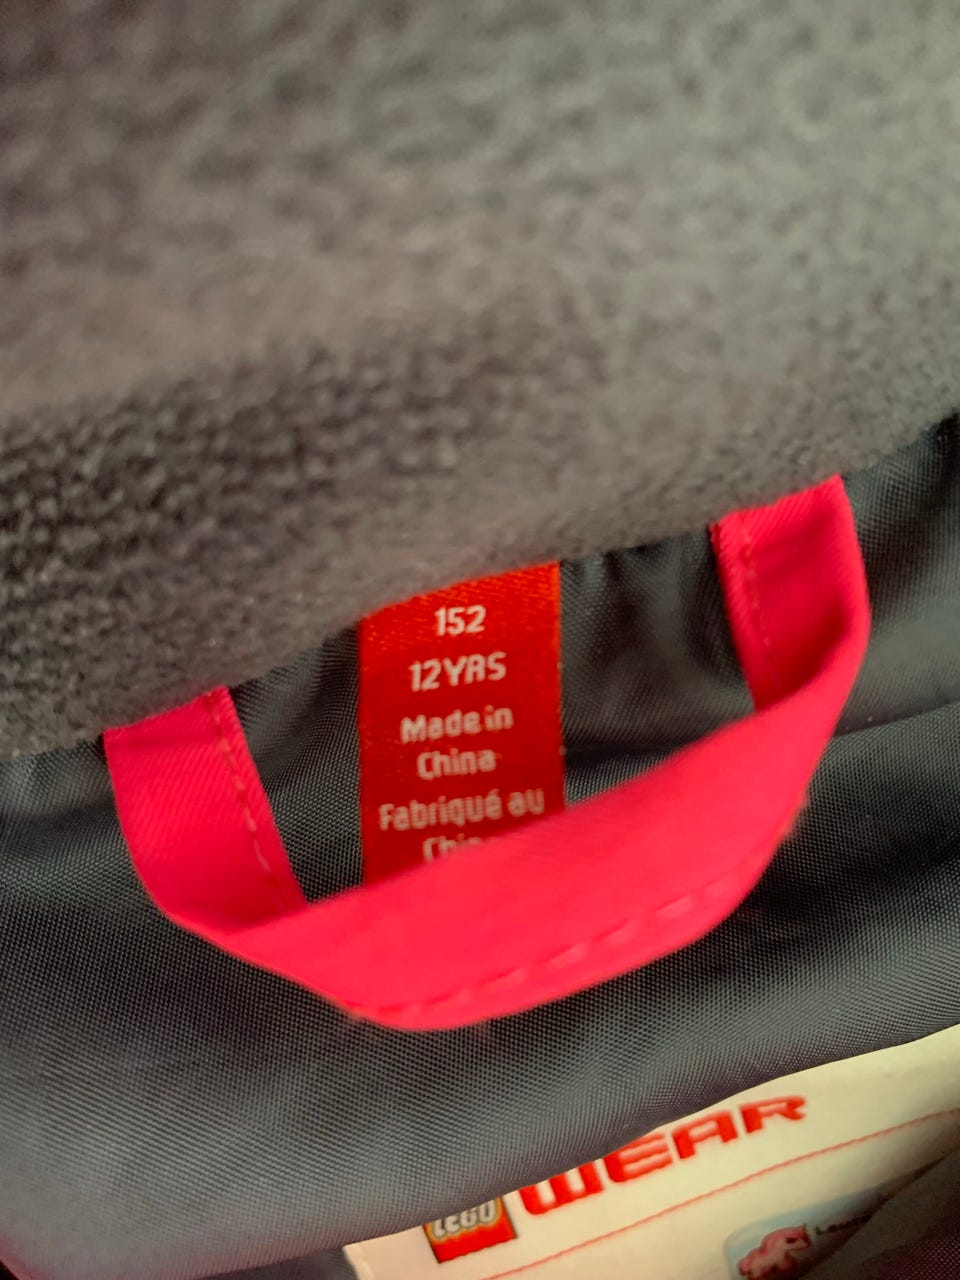 152
12YRS
Made in
China
Fabriqué au
LEGO WEAR